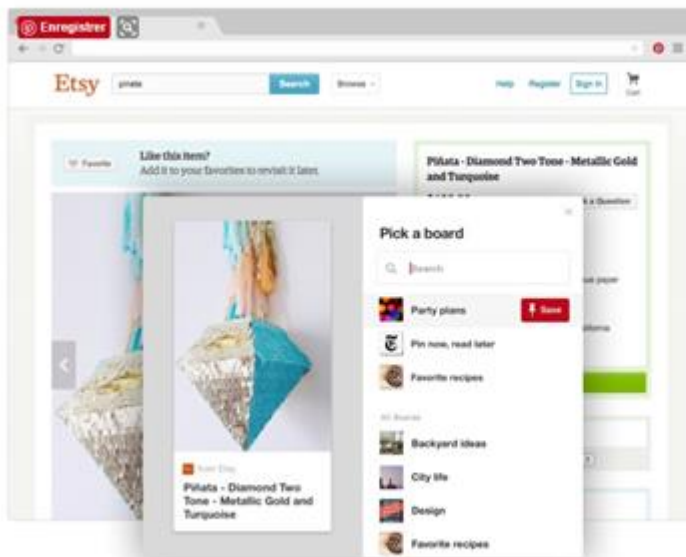 Enregistrer
Etsy
piñata
Search
Browse
Help
Register
Sign in
Cart
Favorite
Like this item?
Add it to your favorites to revisit it later.
Piñata - Diamond Two Tone - Metallic Gold
and Turquoise
a Question
Pick a board
Search
Party plans
Save
Pin now, read later
Favorite recipes
All Boards
Backyard ideas
City life
Design
Favorite recipes
from Etsy
Piñata - Diamond Two
Tone - Metallic Gold and
Turquoise